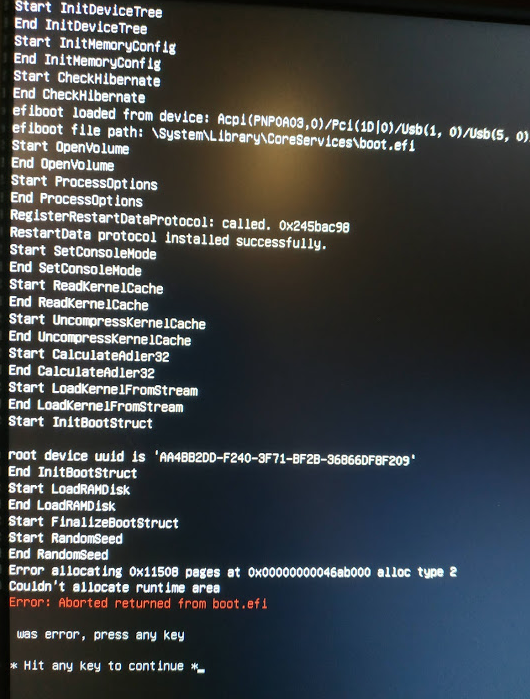 Start InitDeviceTree
End InitDeviceTree
Start InitMemoryConfig
End InitMemoryConfig
Start CheckHibernate
End CheckHibernate
efiboot loaded from device: Acpi(PNP0A03,0)/Pci(1D|0)/Usb(1, 0)/Usb(5, 0)
efiboot file path: \System\Library\CoreServices\boot.efi
Start OpenVolume
End OpenVolume
Start ProcessOptions
End ProcessOptions
RegisterRestartDataProtocol: called. 0x245bac98
RestartData protocol installed successfully.
Start SetConsoleMode
End SetConsoleMode
Start ReadKernelCache
End ReadKernelCache
Start UncompressKernelCache
End UncompressKernelCache
Start CalculateAdler32
End CalculateAdler32
Start LoadKernelFromStream
End LoadKernelFromStream
Start InitBootStruct
root device uuid is 'AA4BB2DD-F240-3F71-BF2B-36866DF8F209'
End InitBootStruct
Start LoadRAMDisk
End LoadRAMDisk
Start FinalizeBootStruct
Start RandomSeed
End RandomSeed
Error allocating 0x11508 pages at 0x00000000046ab000 alloc type 2
Couldn't allocate runtime area
Error: Aborted returned from boot.efi
was error, press any key
* Hit any key to continue *_